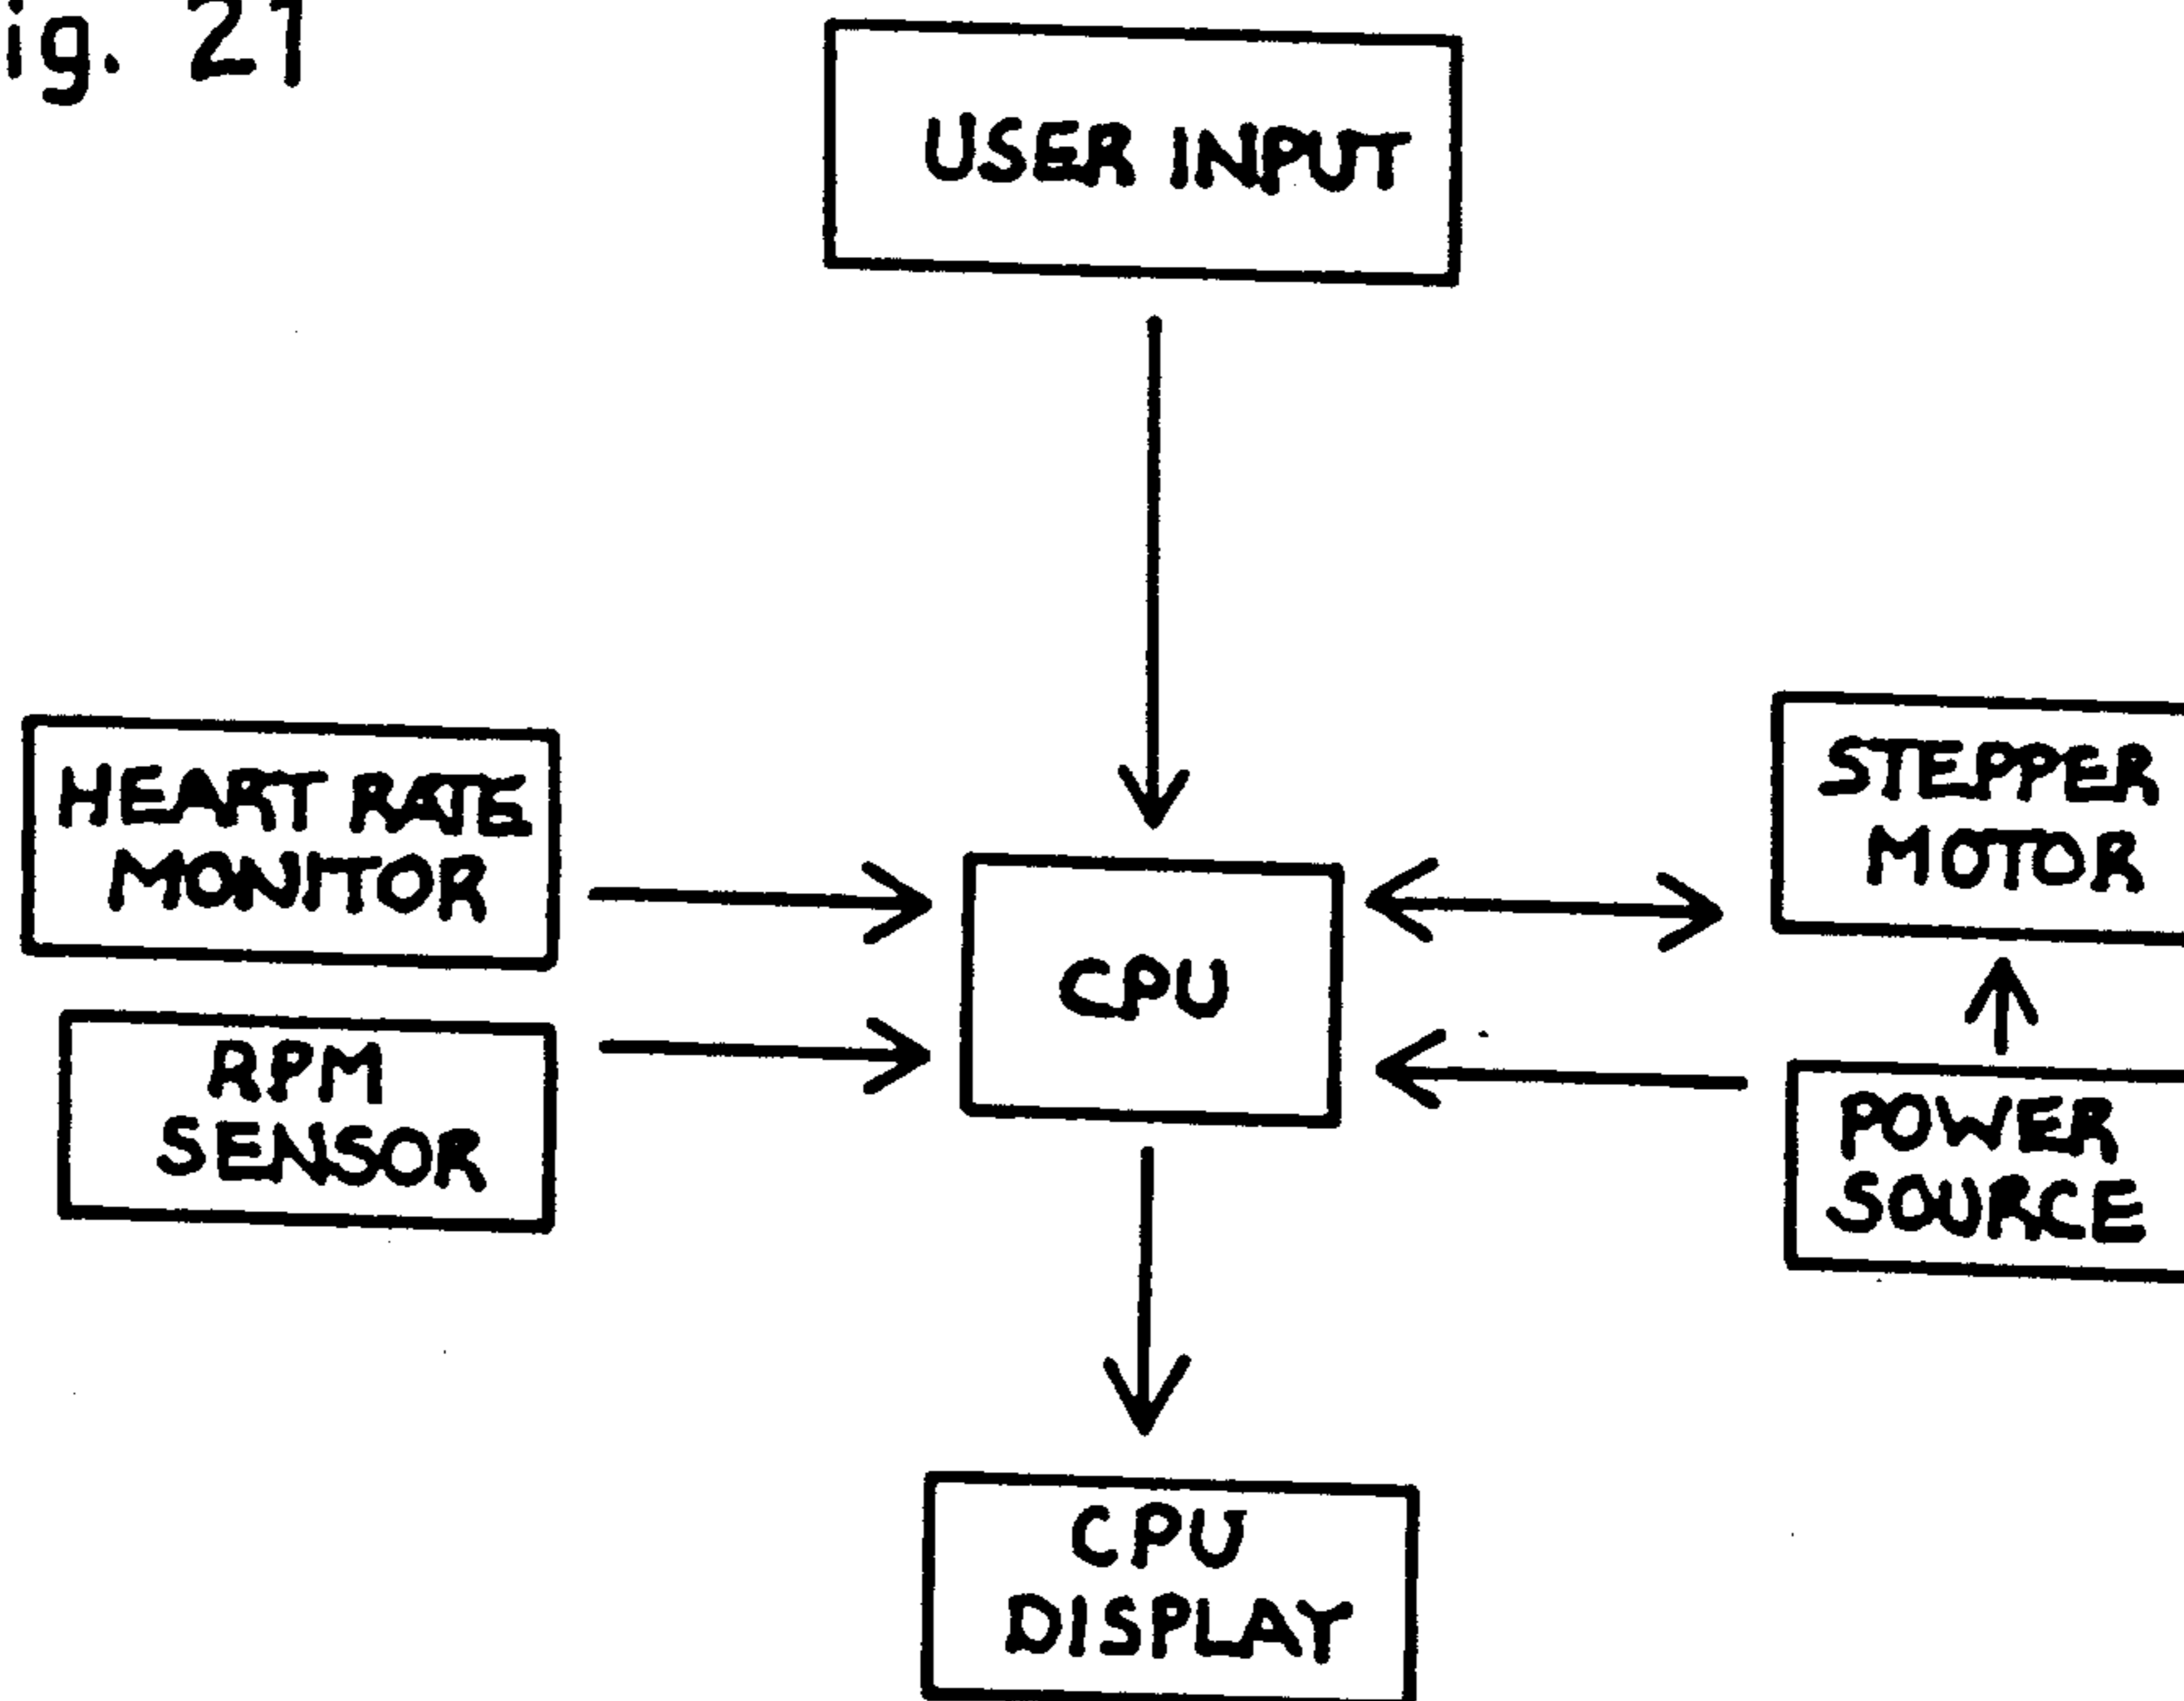 ig. 21
USER INPUT
HEART RATE
MONITOR
STEPPER
MOTOR
CPU
RPM
SENSOR
POWER
SOURCE
CPU
DISPLAY